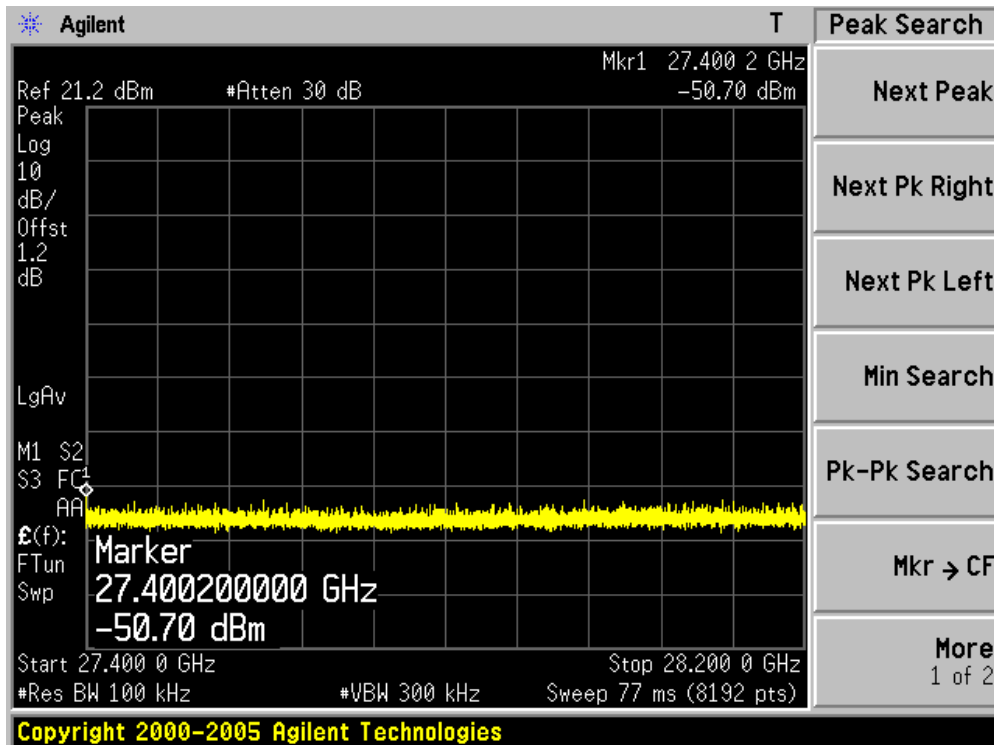 Agilent T Peak Search
Mkr1 27.400 2 GHz
Ref 21.2 dBm #Atten 30 dB -50.70 dBm
Peak
Log
10
dB/
Offst
1.2
dB
LgAv
M1 S2
S3 FC
AA
£(f):
FTun
Swp
1
Marker
27.400200000 GHz
-50.70 dBm
Start 27.400 0 GHz Stop 28.200 0 GHz
#Res BW 100 kHz #VBW 300 kHz Sweep 77 ms (8192 pts)
Next Peak
Next Pk Right
Next Pk Left
Min Search
Pk-Pk Search
Mkr → CF
More
1 of 2
Copyright 2000-2005 Agilent Technologies